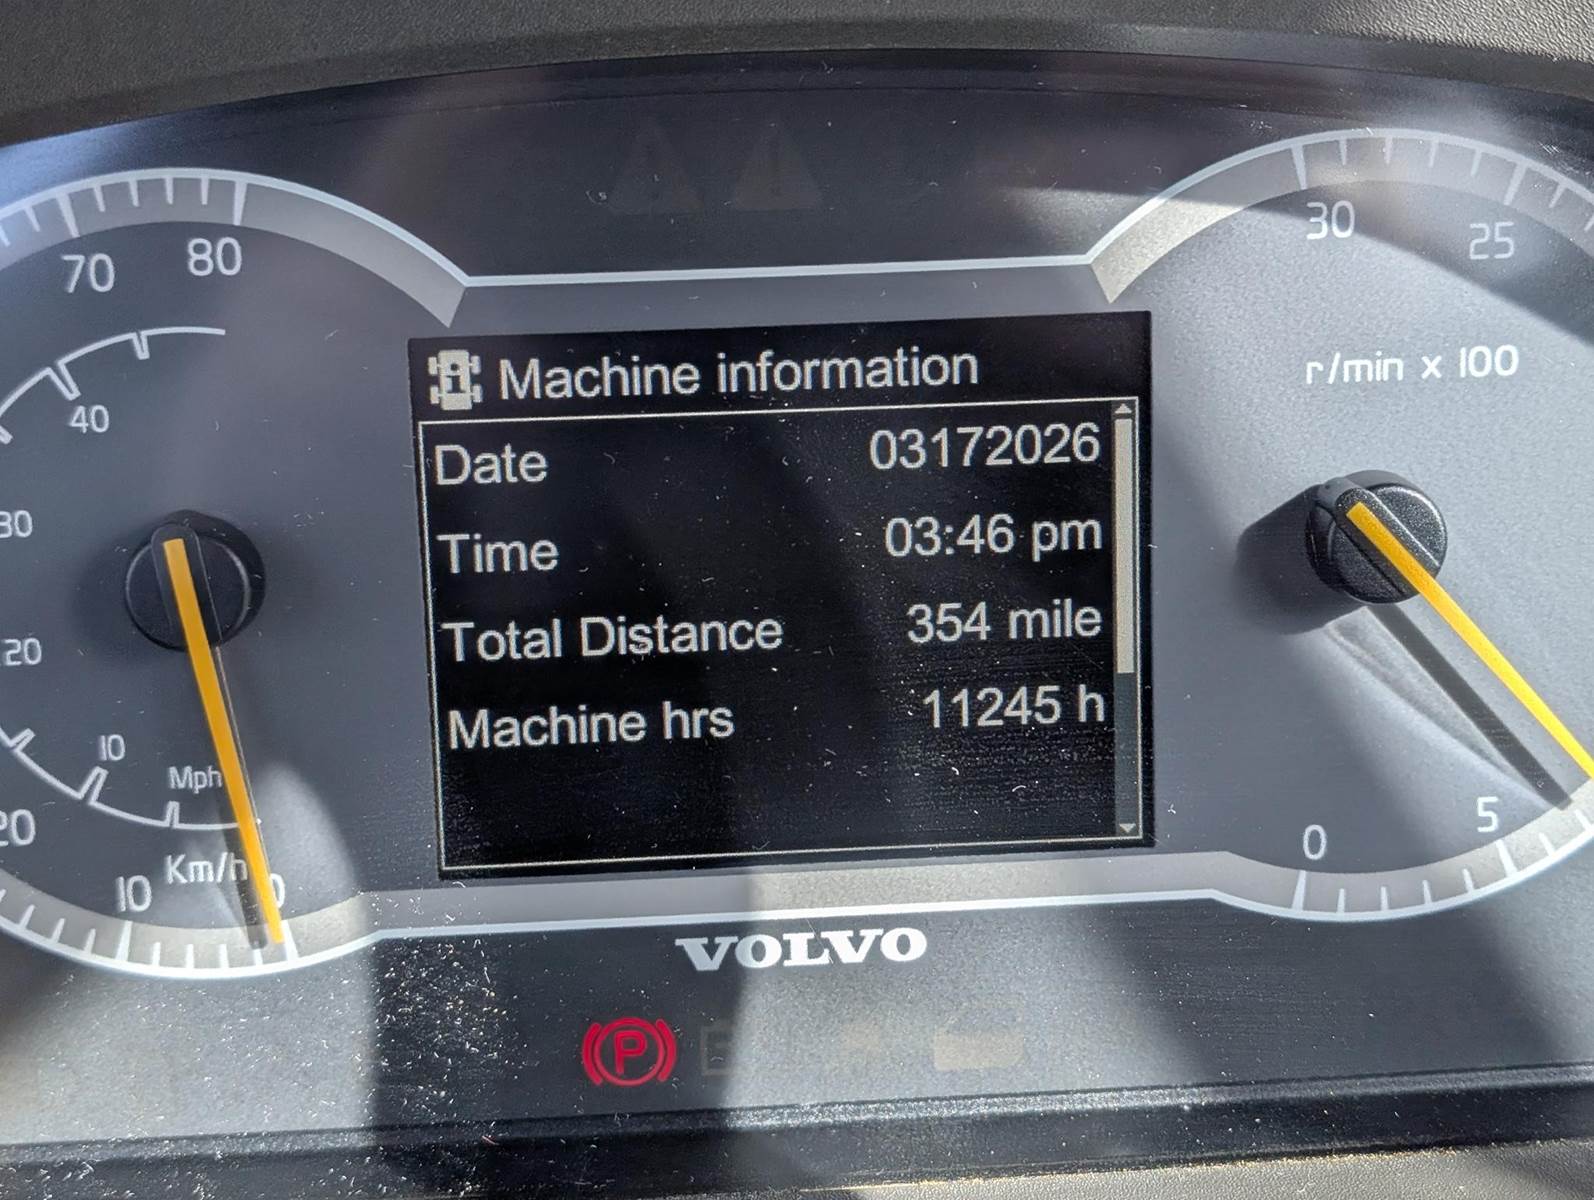 70 80
40
30
20
10
Mph
20
10 Km/h 0
Machine information
Date 03172026
Time 03:46 pm
Total Distance 354 mile
Machine hrs 11245 h
30 25
r/min x 100
0 5
VOLVO
P